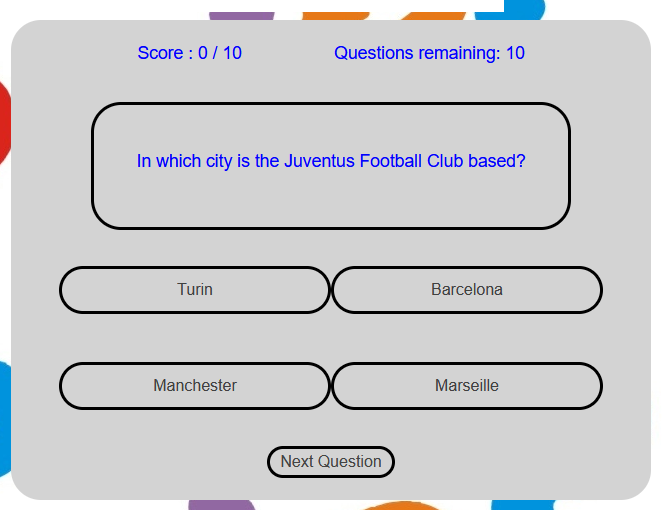 Score : 0 / 10 Questions remaining: 10
In which city is the Juventus Football Club based?
Turin Barcelona
Manchester Marseille
Next Question